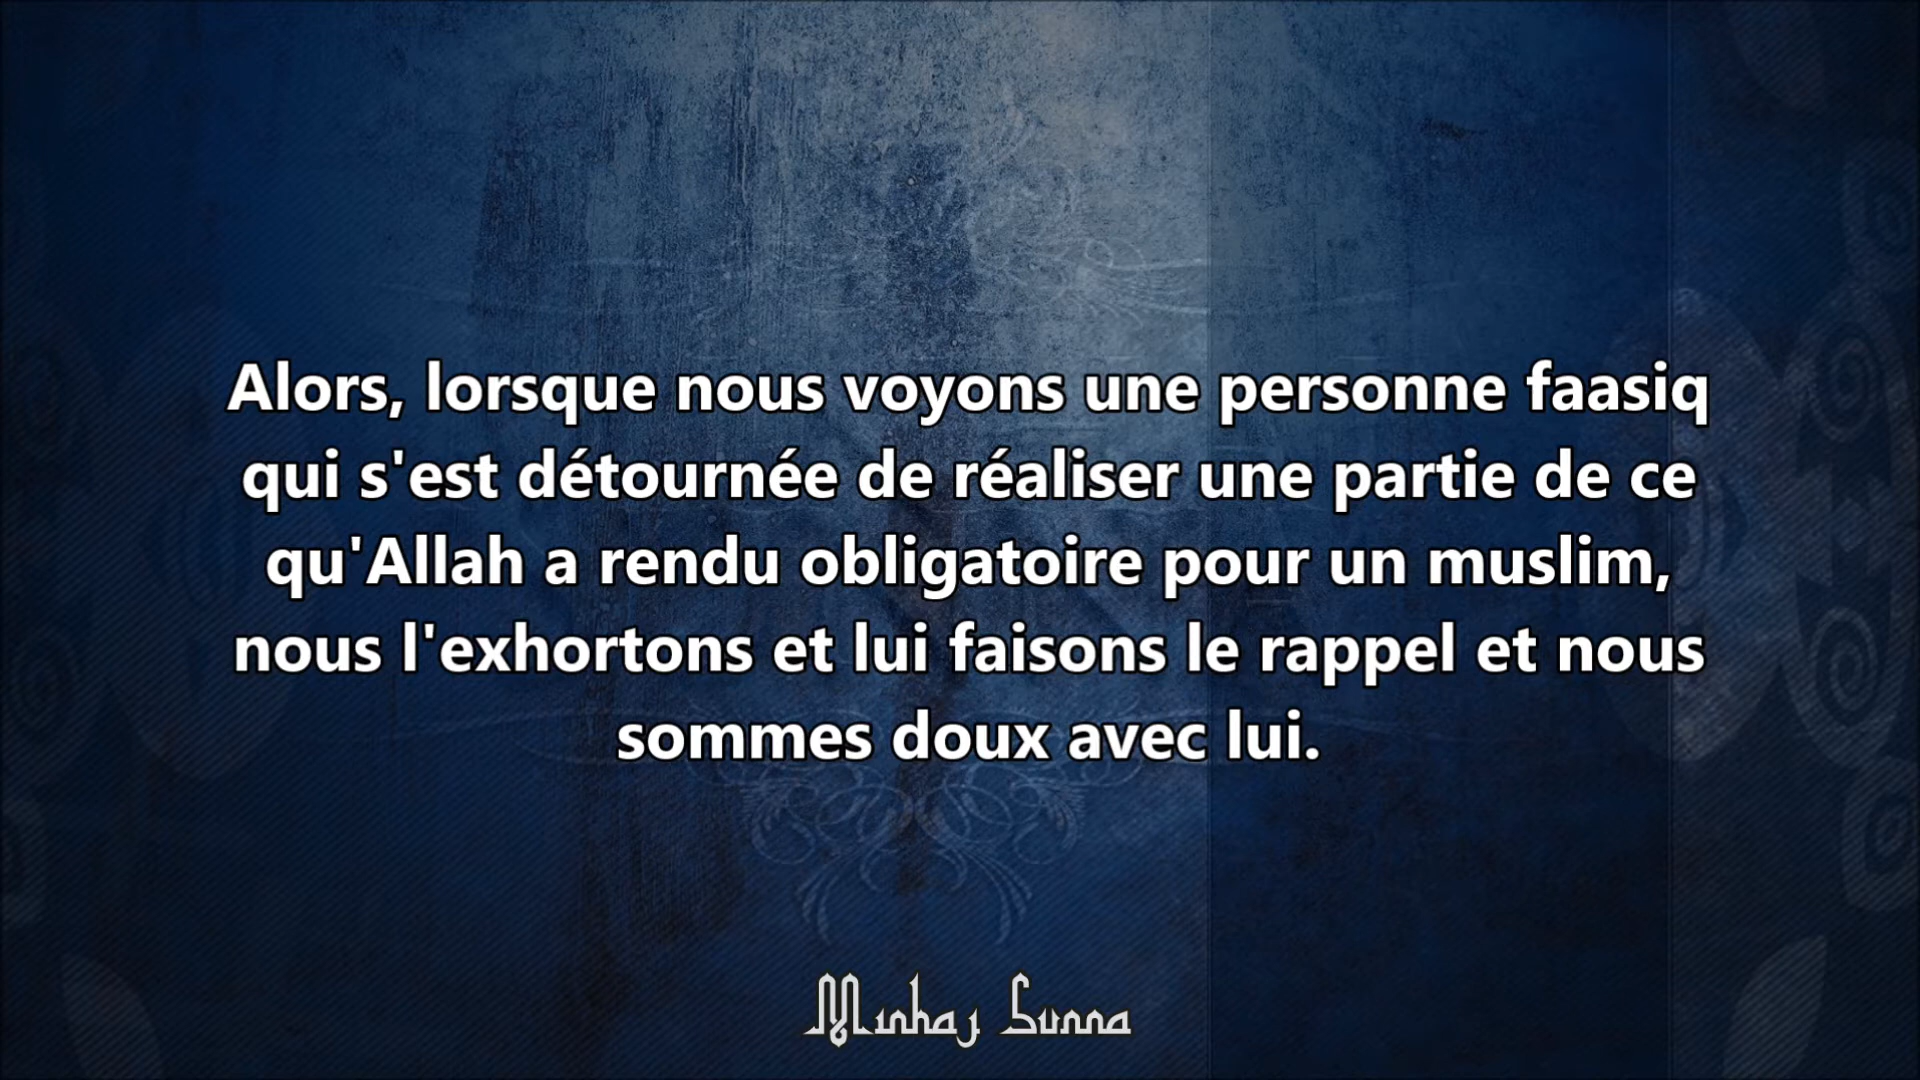 Alors, lorsque nous voyons une personne faasiq
qui s'est détournée de réaliser une partie de ce
qu'Allah a rendu obligatoire pour un muslim,
nous l'exhortons et lui faisons le rappel et nous
sommes doux avec lui.
Minhaj Sunna